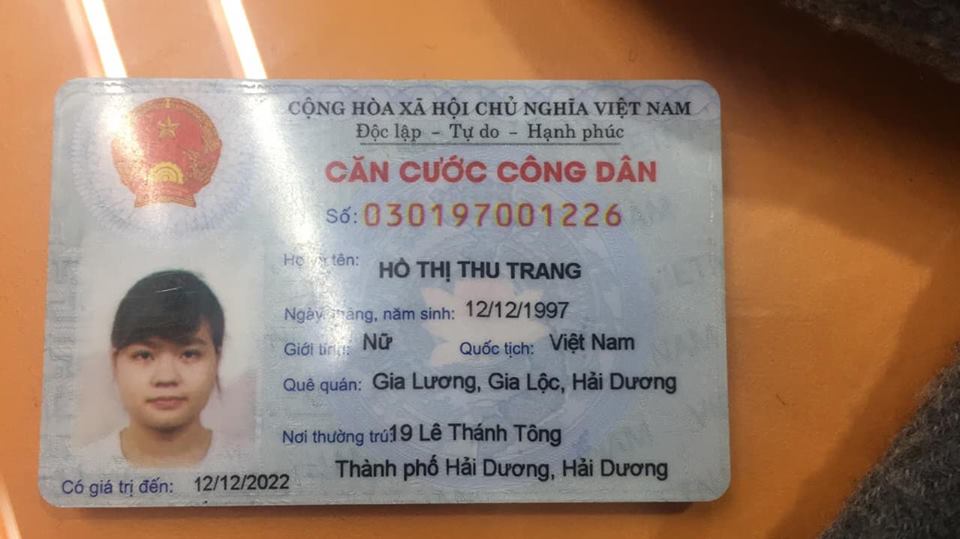 CỘNG HÒA XÃ HỘI CHỦ NGHĨA VIỆT NAM
Độc lập - Tự do - Hạnh phúc
CĂN CƯỚC CÔNG DÂN
Số: 030197001226
Họ và tên: HỒ THỊ THU TRANG
Ngày, tháng, năm sinh: 12/12/1997
Giới tính: Nữ Quốc tịch: Việt Nam
Quê quán: Gia Lương, Gia Lộc, Hải Dương
Nơi thường trú: 19 Lê Thánh Tông
Thành phố Hải Dương, Hải Dương
Có giá trị đến: 12/12/2022